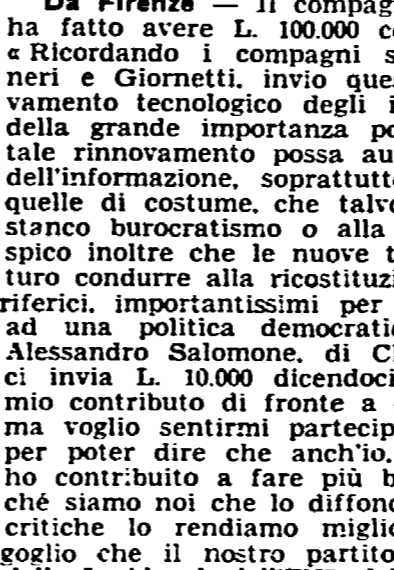 Da Firenze — Il compag
ha fatto avere L. 100.000 c
« Ricordando i compagni s
neri e Giornetti. invio que
vamento tecnologico degli i
della grande importanza po
tale rinnovamento possa au
dell'informazione, soprattutt
quelle di costume, che talv
stanco burocratismo o alla
spico inoltre che le nuove t
turo condurre alla ricostituzi
riferici. importantissimi per
ad una politica democrati
Alessandro Salomone, di C
ci invia L. 10.000 dicendoci
mio contributo di fronte a
ma voglio sentirmi partecip
per poter dire che anch'io.
ho contribuito a fare più b
ché siamo noi che lo diffond
critiche lo rendiamo miglio
goglio che il nostro partito